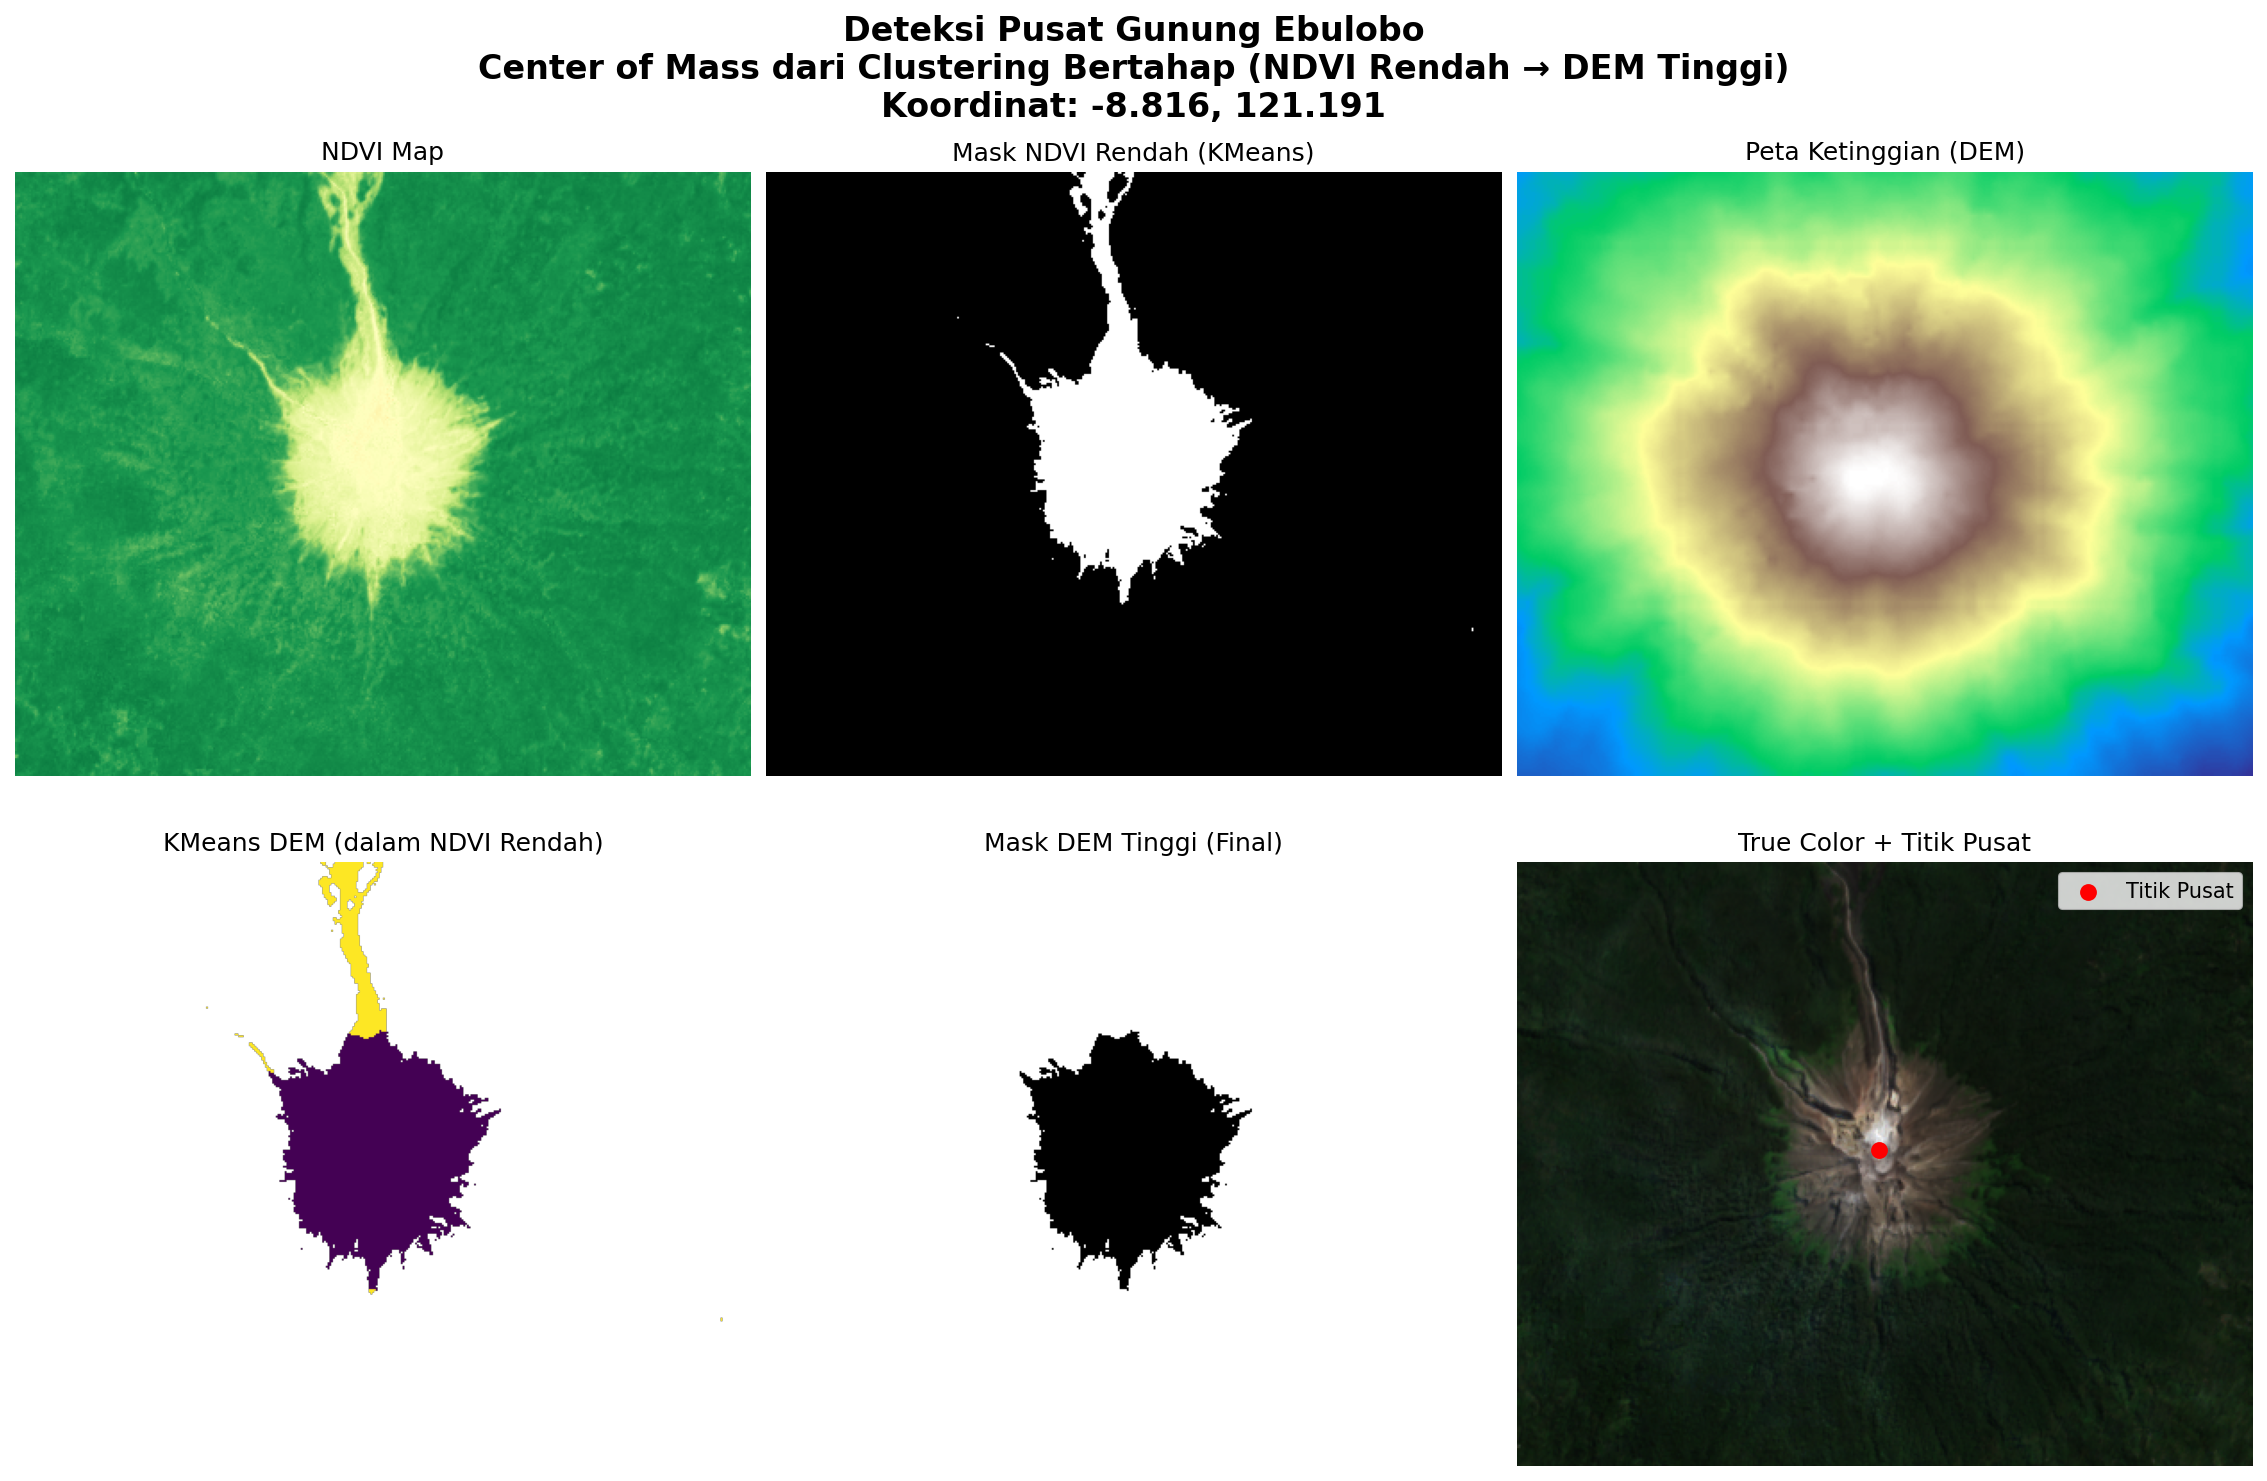 Deteksi Pusat Gunung Ebulobo
Center of Mass dari Clustering Bertahap (NDVI Rendah → DEM Tinggi)
Koordinat: -8.816, 121.191
NDVI Map
Mask NDVI Rendah (KMeans)
Peta Ketinggian (DEM)
KMeans DEM (dalam NDVI Rendah)
Mask DEM Tinggi (Final)
True Color + Titik Pusat
Titik Pusat